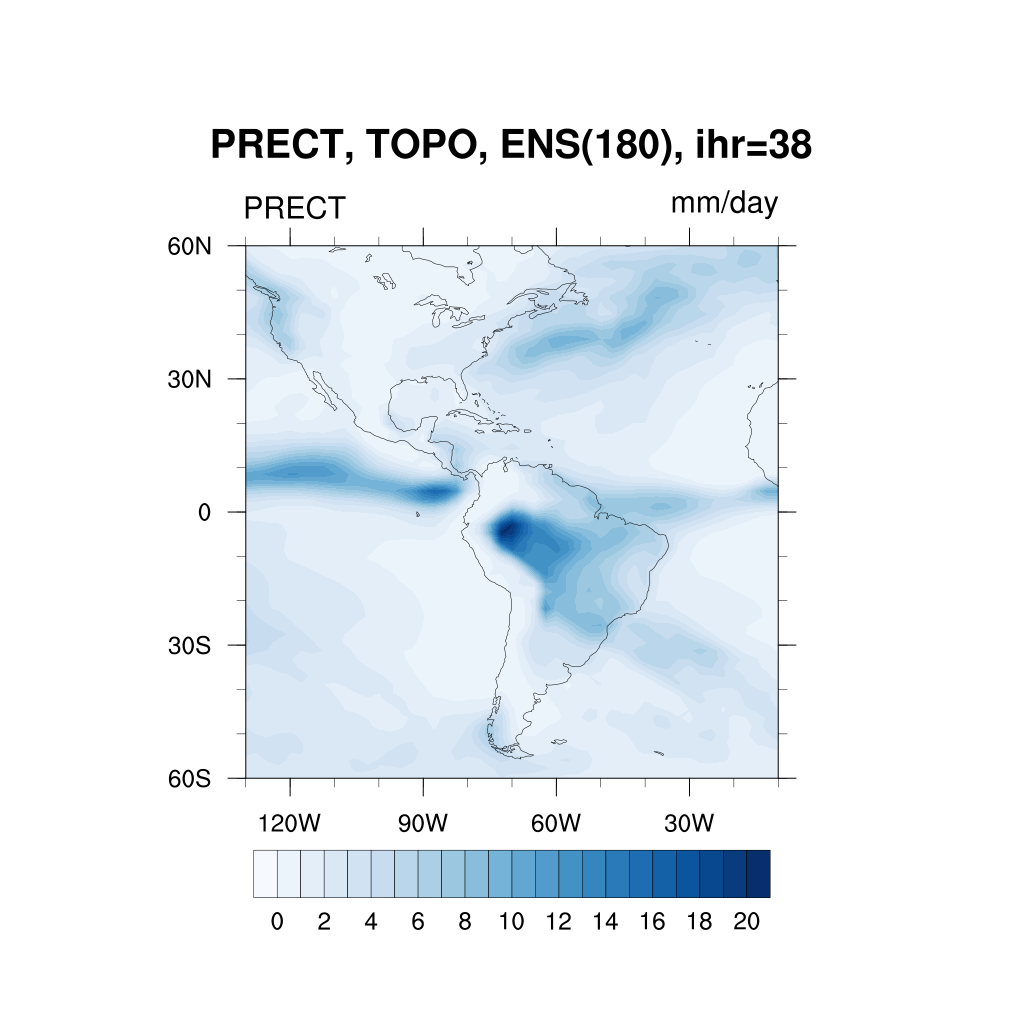 PRECT, TOPO, ENS(180), ihr=38
PRECT mm/day
60N
30N
0
30S
60S
120W 90W 60W 30W
0 2 4 6 8 10 12 14 16 18 20